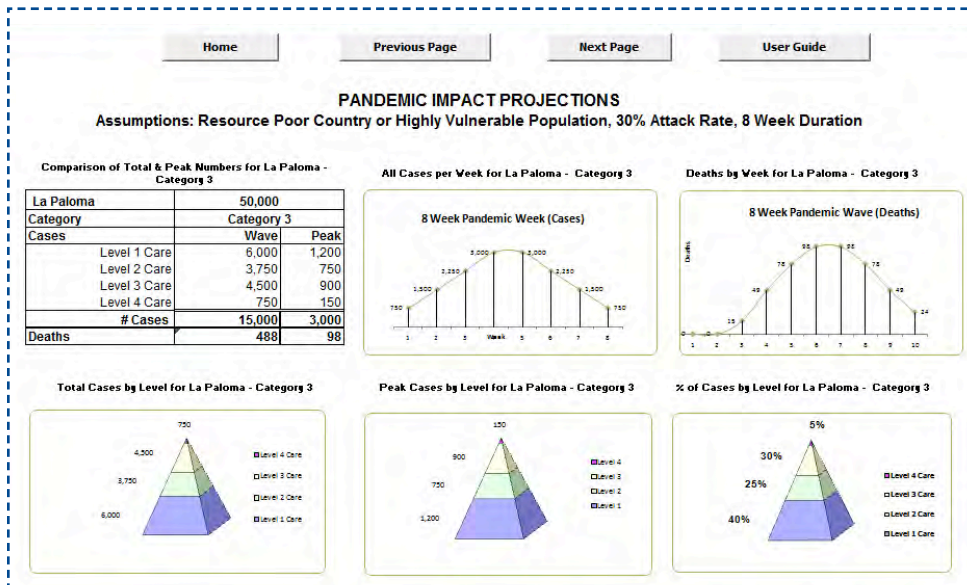 Home Previous Page Next Page User Guide
PANDEMIC IMPACT PROJECTIONS
Assumptions: Resource Poor Country or Highly Vulnerable Population, 30% Attack Rate, 8 Week Duration
Comparison of Total & Peak Numbers for La Paloma -
Category 3
La Paloma 50,000
Category Category 3
Cases Wave Peak
Level 1 Care 6,000 1,200
Level 2 Care 3,750 750
Level 3 Care 4,500 900
Level 4 Care 750 150
# Cases 15,000 3,000
Deaths 488 98
All Cases per Week for La Paloma - Category 3
8 Week Pandemic Week (Cases)
750 1,500 2,250 3,000 3,000 2,250 1,500 750
1 2 3 Week 4 5 6 7 8
Deaths by Week for La Paloma - Category 3
8 Week Pandemic Wave (Deaths)
Deaths
0 0 15 49 78 98 98 78 49 24
1 2 3 4 5 6 7 8 9 10
Total Cases by Level for La Paloma - Category 3
750
4,500
3,750
6,000
Level 4 Care
Level 3 Care
Level 2 Care
Level 1 Care
Peak Cases by Level for La Paloma - Category 3
150
900
750
1,200
Level 4
Level 3
Level 2
Level 1
% of Cases by Level for La Paloma - Category 3
5%
30%
25%
40%
Level 4 Care
Level 3 Care
Level 2 Care
Level 1 Care